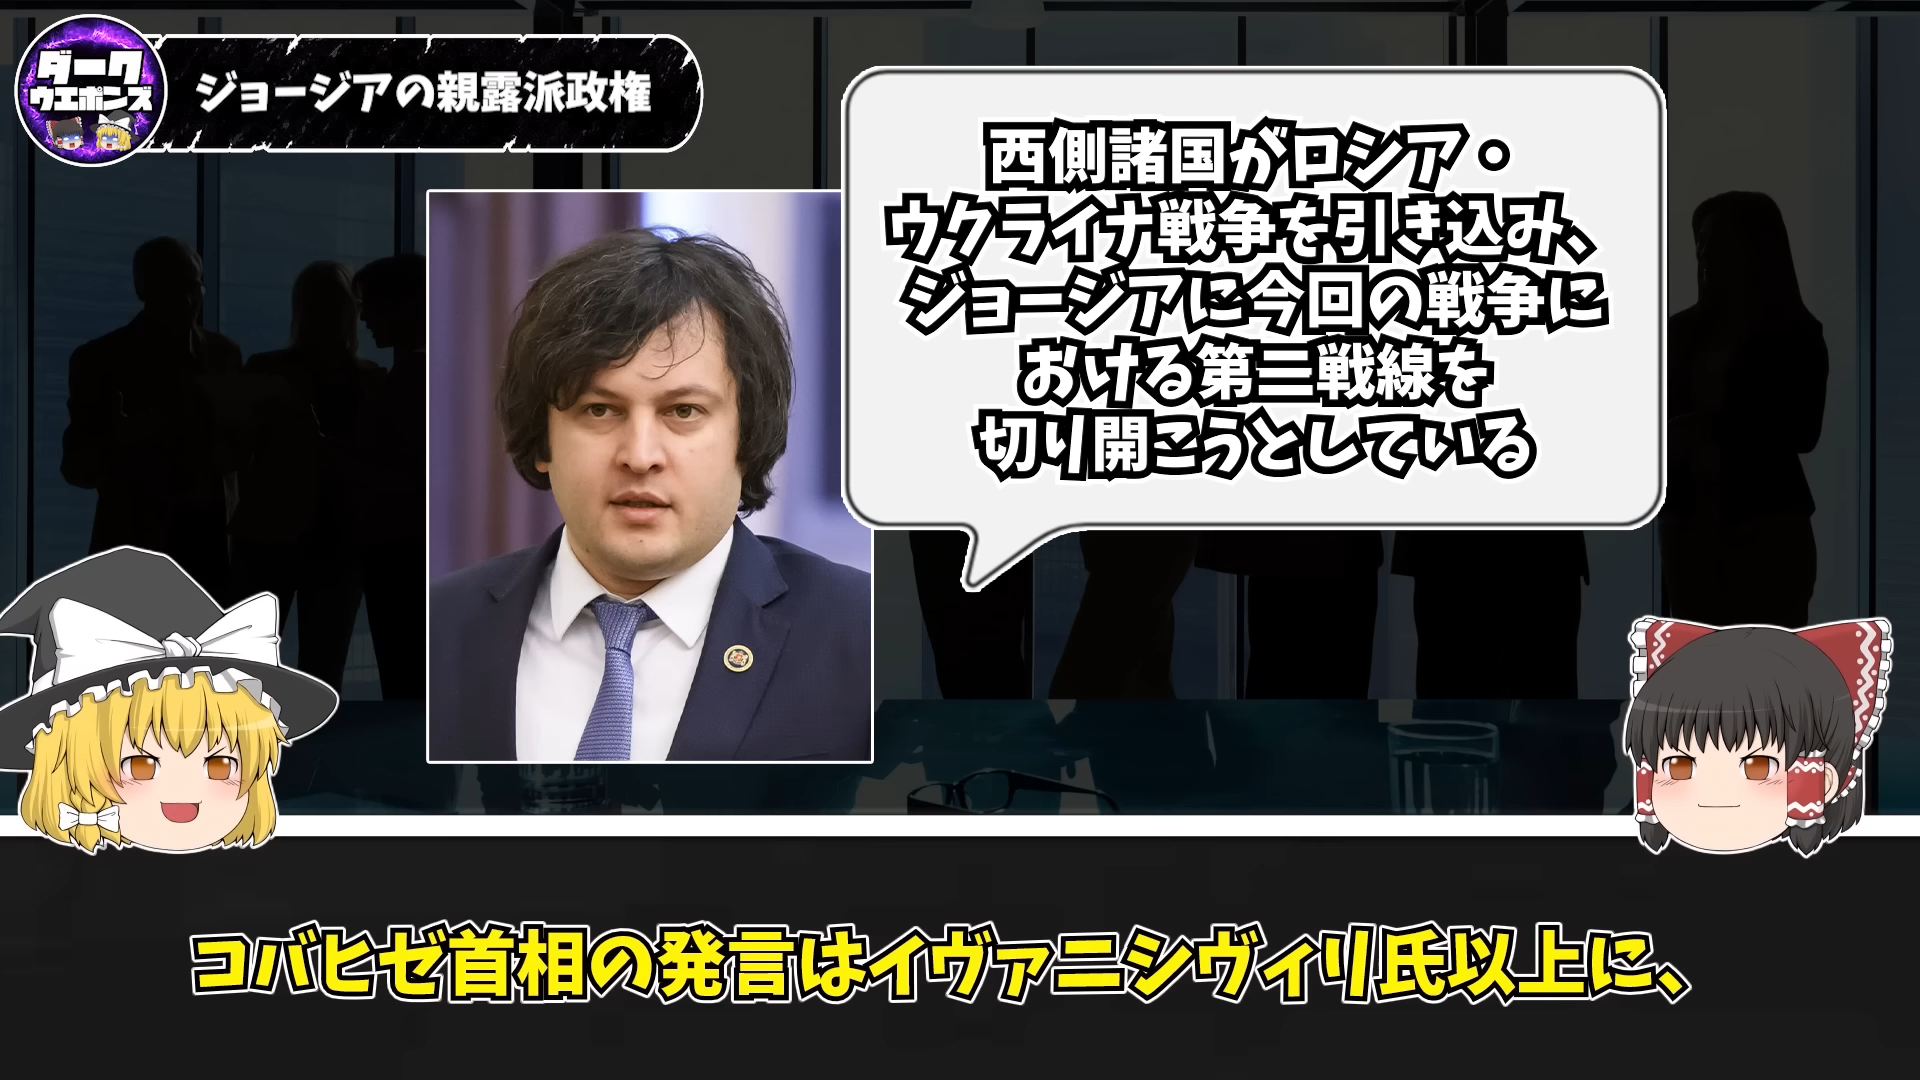 ダーク
ウエポンズ
ジョージアの親露派政権
西側諸国がロシア・
ウクライナ戦争を引き込み、
ジョージアに今回の戦争に
おける第二戦線を
切り開こうとしている
コバヒゼ首相の発言はイヴァニシヴィリ氏以上に、